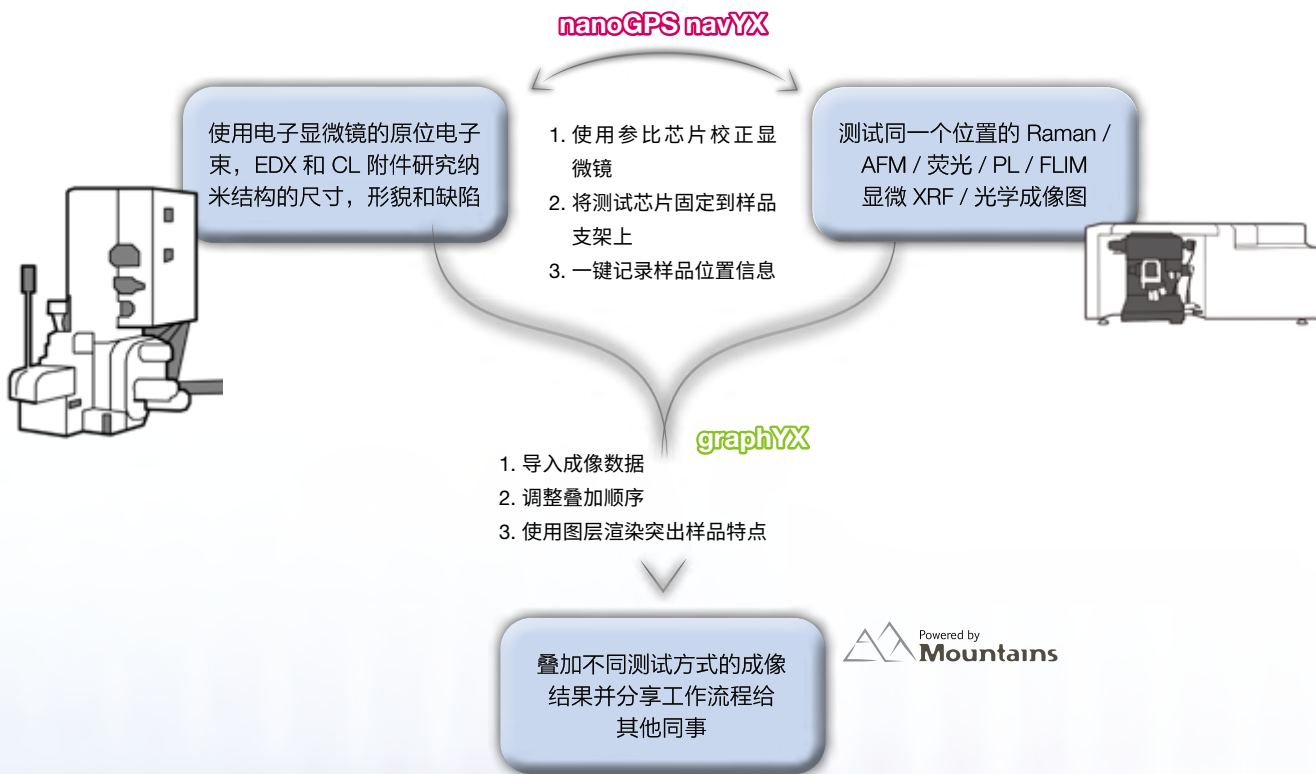 nanoGPS navYX
使用电子显微镜的原位电子
束，EDX 和 CL 附件研究纳
米结构的尺寸，形貌和缺陷
1. 使用参比芯片校正显
微镜
2. 将测试芯片固定到样品
支架上
3. 一键记录样品位置信息
测试同一个位置的 Raman /
AFM / 荧光 / PL / FLIM
显微 XRF / 光学成像图
graphYX
1. 导入成像数据
2. 调整叠加顺序
3. 使用图层渲染突出样品特点
叠加不同测试方式的成像
结果并分享工作流程给
其他同事
Powered by
Mountains